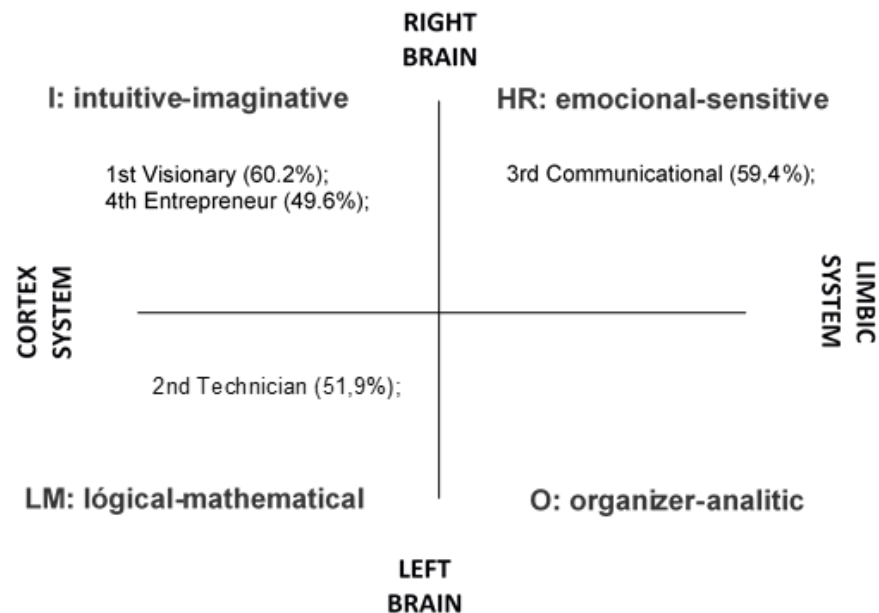 RIGHT
BRAIN
I: intuitive-imaginative
HR: emocional-sensitive
1st Visionary (60.2%);
4th Entrepreneur (49.6%);
3rd Communicational (59,4%);
CORTEX
SYSTEM
LIMBIC
SYSTEM
2nd Technician (51,9%);
LM: lógical-mathematical
O: organizer-analitic
LEFT
BRAIN